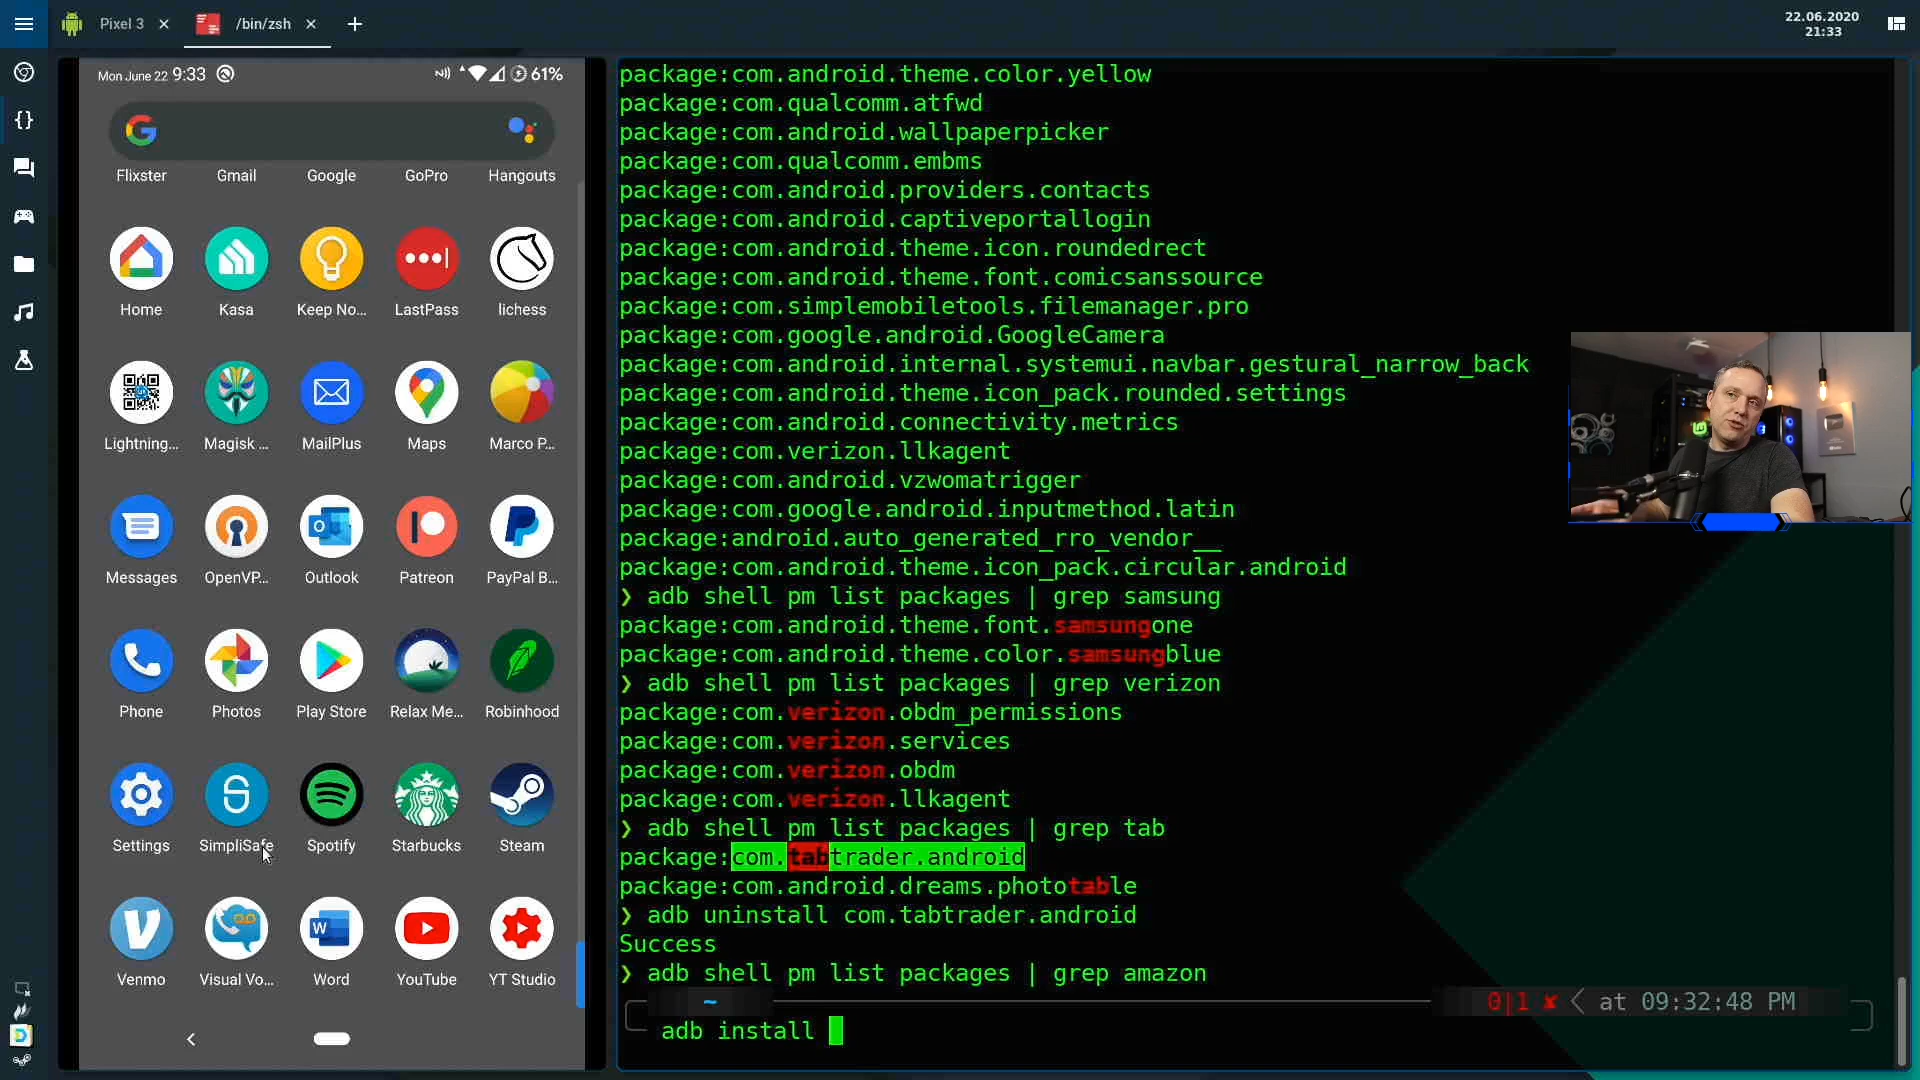 Pixel 3
/bin/zsh
22.06.2020
21:33
Mon June 22 9:33
61%
Flixster Gmail Google GoPro Hangouts
Home Kasa Keep No... LastPass lichess
Lightning... Magisk ... MailPlus Maps Marco P...
Messages OpenVP... Outlook Patreon PayPal B...
Phone Photos Play Store Relax Me... Robinhood
Settings SimpliSafe Spotify Starbucks Steam
Venmo Visual Vo... Word YouTube YT Studio
package:com.android.theme.color.yellow
package:com.qualcomm.atfwd
package:com.android.wallpaperpicker
package:com.qualcomm.embms
package:com.android.providers.contacts
package:com.android.captiveportallogin
package:com.android.theme.icon.roundedrect
package:com.android.theme.font.comicsanssource
package:com.simplemobiletools.filemanager.pro
package:com.google.android.GoogleCamera
package:com.android.internal.systemui.navbar.gestural_narrow_back
package:com.android.theme.icon_pack.rounded.settings
package:com.android.connectivity.metrics
package:com.verizon.llkagent
package:com.android.vzwomatrigger
package:com.google.android.inputmethod.latin
package:android.auto_generated_rro_vendor__
package:com.android.theme.icon_pack.circular.android
❯ adb shell pm list packages | grep samsung
package:com.android.theme.font.samsungone
package:com.android.theme.color.samsungblue
❯ adb shell pm list packages | grep verizon
package:com.verizon.obdm_permissions
package:com.verizon.services
package:com.verizon.obdm
package:com.verizon.llkagent
❯ adb shell pm list packages | grep tab
package:com.tabtrader.android
package:com.android.dreams.phototable
❯ adb uninstall com.tabtrader.android
Success
❯ adb shell pm list packages | grep amazon
~ 0|1 ✘ at 09:32:48 PM
adb install